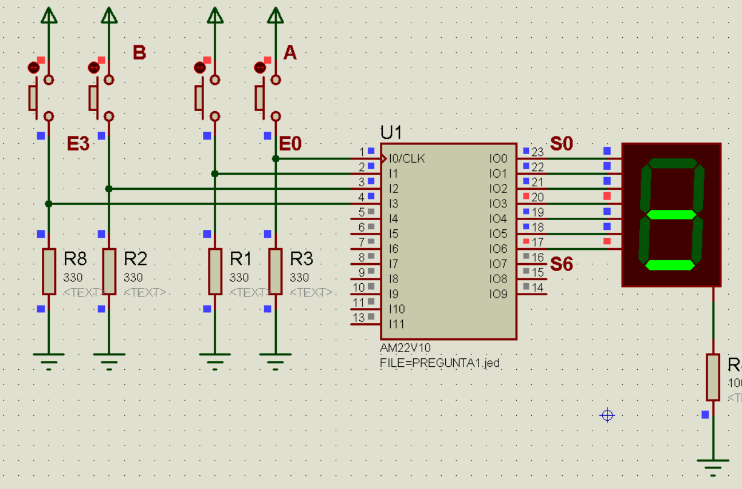 B
A
E3
E0
U1
S0
1
2
3
4
5
6
7
8
9
10
11
13
I0/CLK
I1
I2
I3
I4
I5
I6
I7
I8
I9
I10
I11
IO0
IO1
IO2
IO3
IO4
IO5
IO6
IO7
IO8
IO9
23
22
21
20
19
18
17
16
15
14
S6
R8
330
<TEXT>
R2
330
<TEXT>
R1
330
<TEXT>
R3
330
<TEXT>
AM22V10
FILE=PREGUNTA1.jed